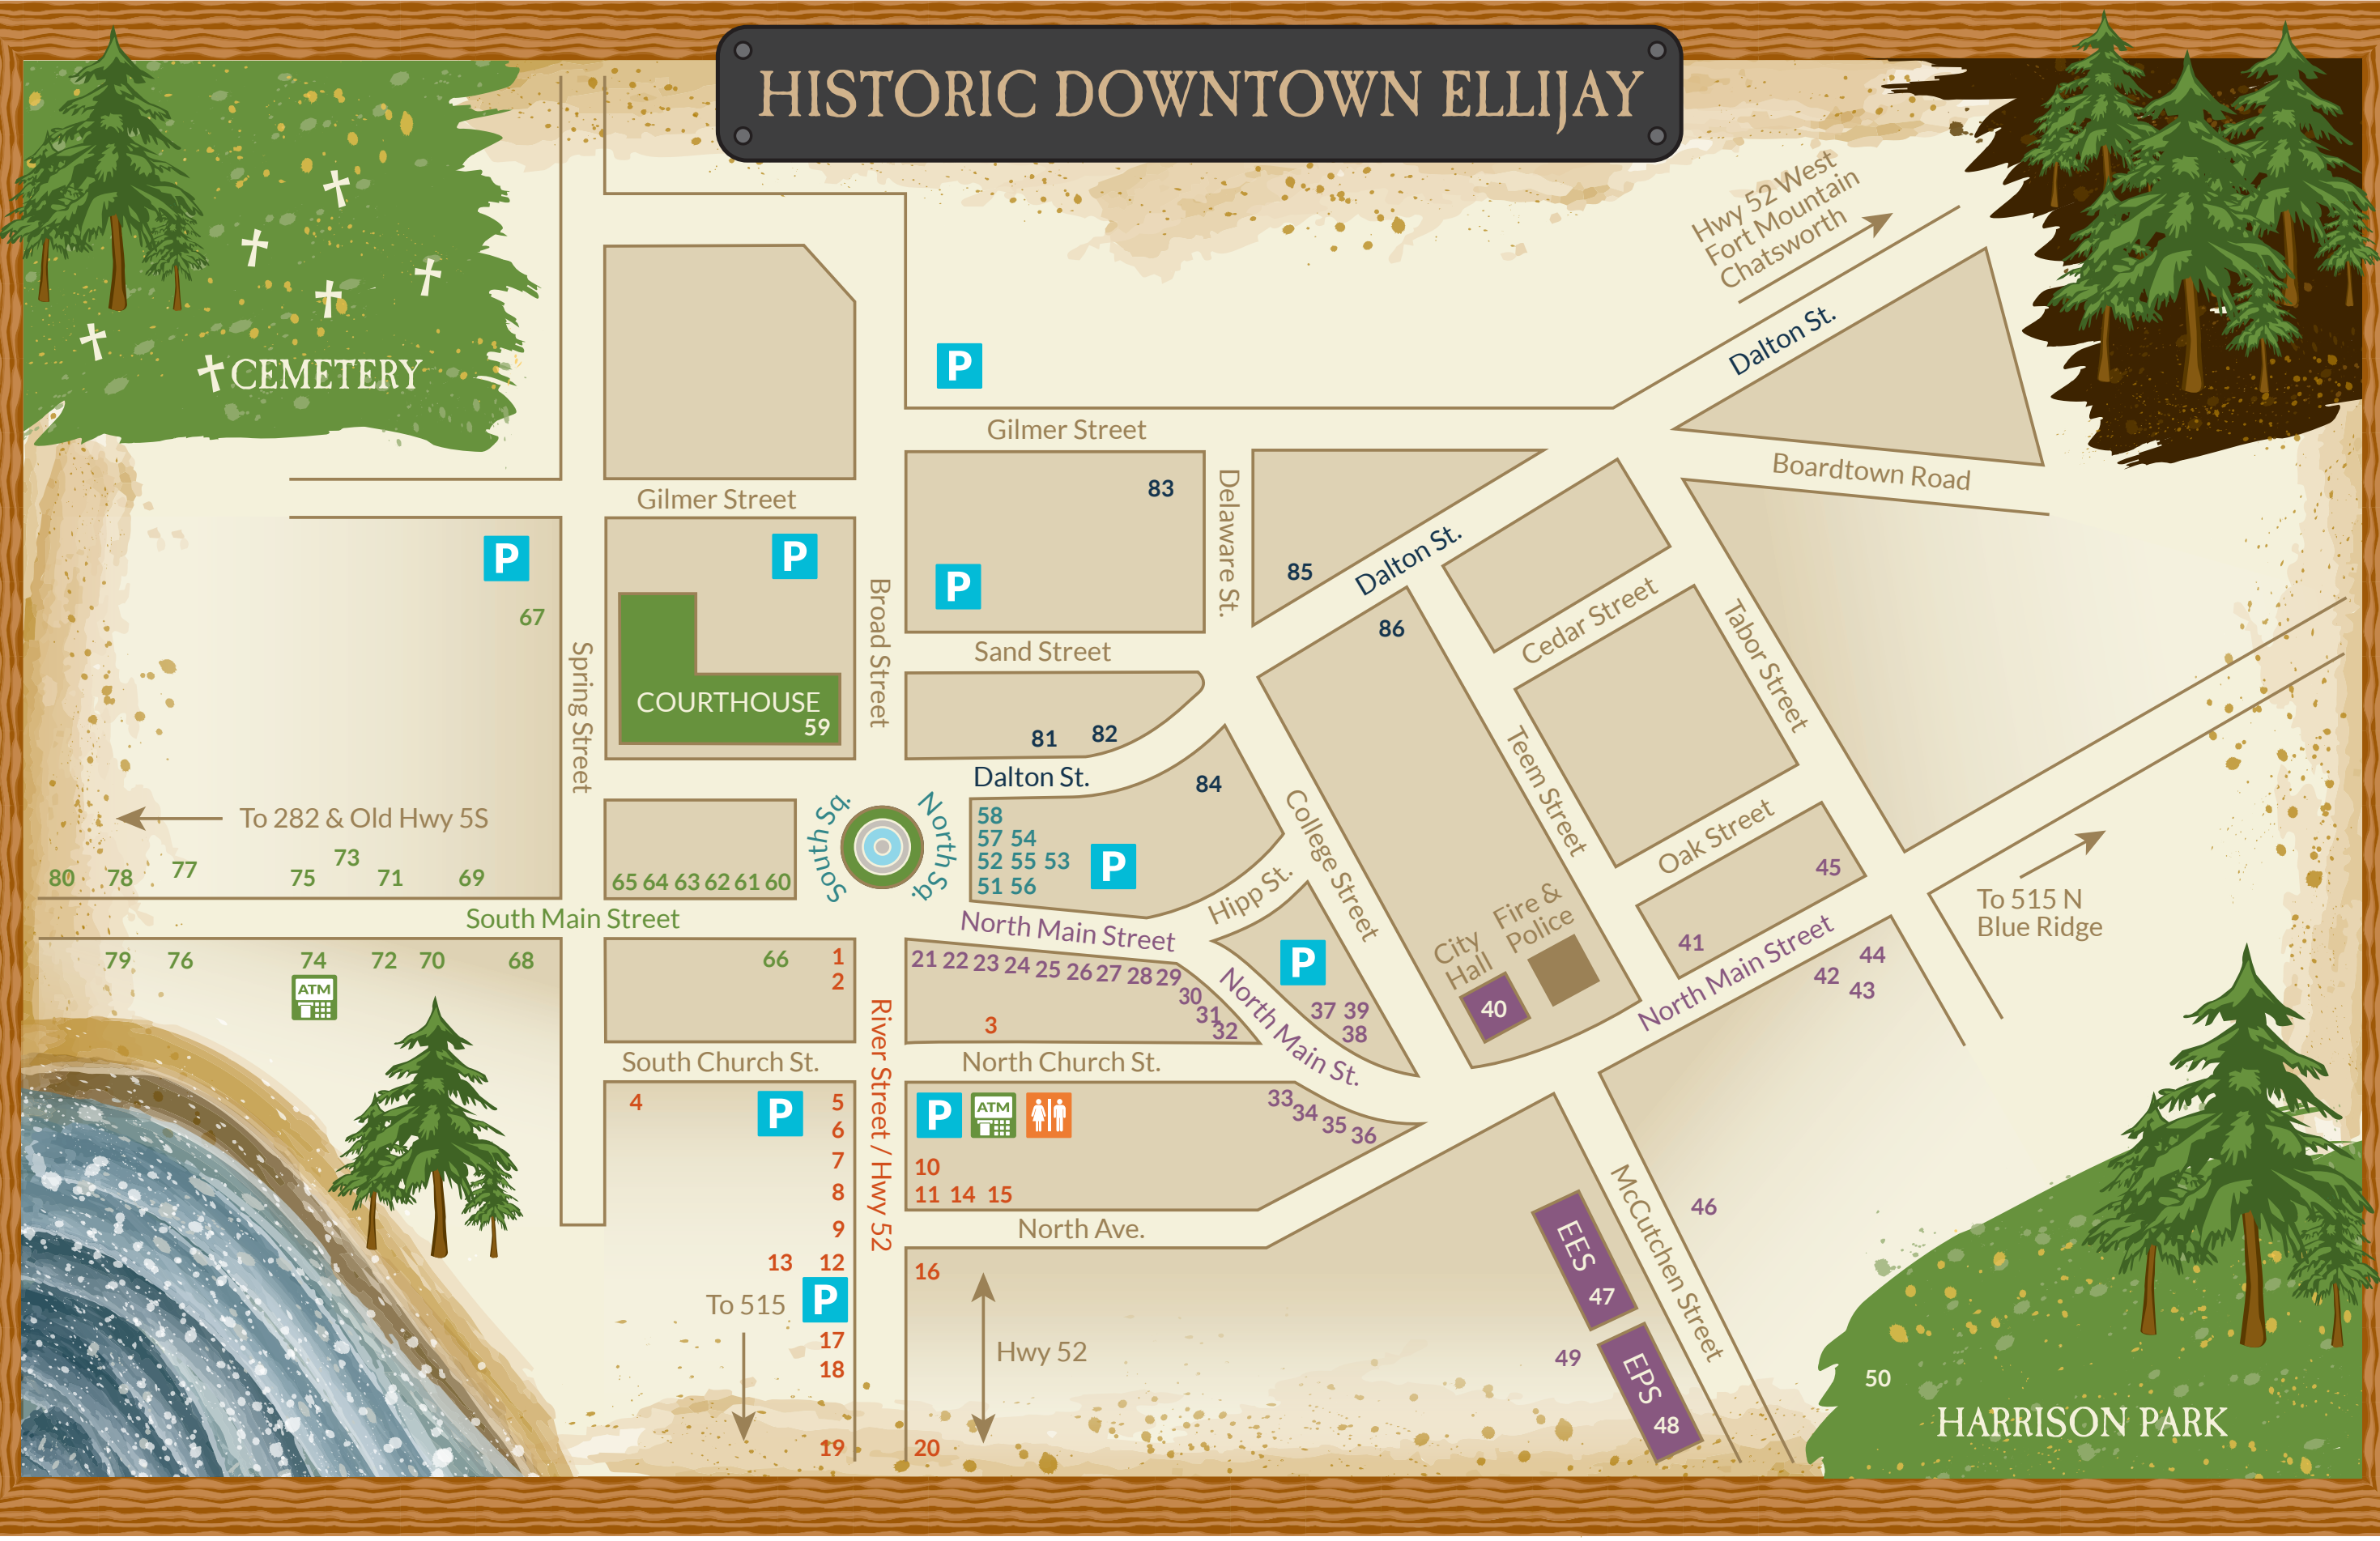 HISTORIC DOWNTOWN ELLIJAY
Hwy 52 West
Fort Mountain
Chatsworth
CEMETERY
Dalton St.
P
Gilmer Street
Boardtown Road
Gilmer Street
83
Delaware St.
P
P
P
85
Dalton St.
67
86
Cedar Street
Tabor Street
Spring Street
Broad Street
Sand Street
COURTHOUSE
59
81
82
Teem Street
Dalton St.
84
College Street
South Sq.
North Sq.
South Sq.
North Sq.
To 282 & Old Hwy 5S
58
57 54
52 55 53
51 56
P
Oak Street
45
80 78 77 75 73 71 69
65 64 63 62 61 60
Hipp St.
Fire &
Police
City
Hall
40
To 515 N
Blue Ridge
South Main Street
North Main Street
North Main Street
41
44
42
43
79 76 74 72 70 68
ATM
66
1
2
21 22 23 24 25 26 27 28 29
30
31
32
3
P
North Main St.
37 39
38
River Street / Hwy 52
South Church St.
North Church St.
4
P
5
6
7
8
9
13 12
P
ATM
33
34
35
36
10
11 14 15
North Ave.
McCutchen Street
46
To 515
P
17
18
19
16
Hwy 52
20
EES
47
49
EPS
48
50
HARRISON PARK